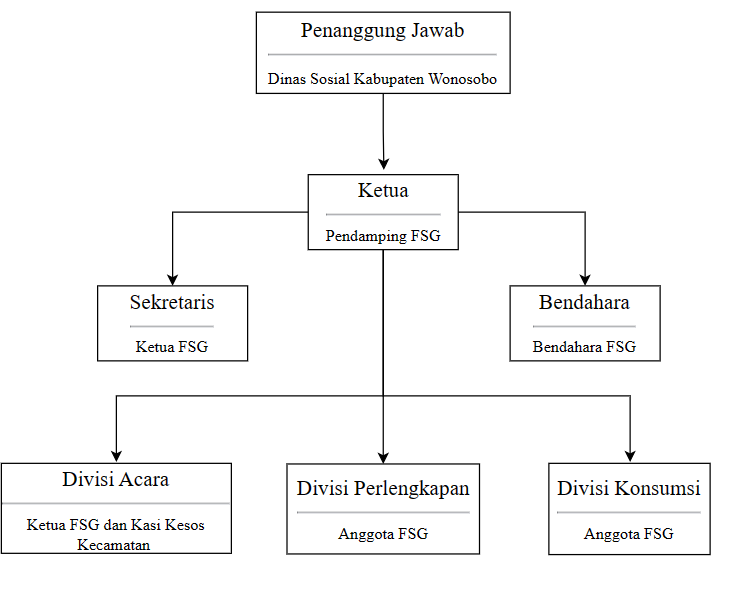 Penanggung Jawab
Dinas Sosial Kabupaten Wonosobo
Ketua
Pendamping FSG
Sekretaris
Ketua FSG
Bendahara
Bendahara FSG
Divisi Acara
Ketua FSG dan Kasi Kesos
Kecamatan
Divisi Perlengkapan
Anggota FSG
Divisi Konsumsi
Anggota FSG